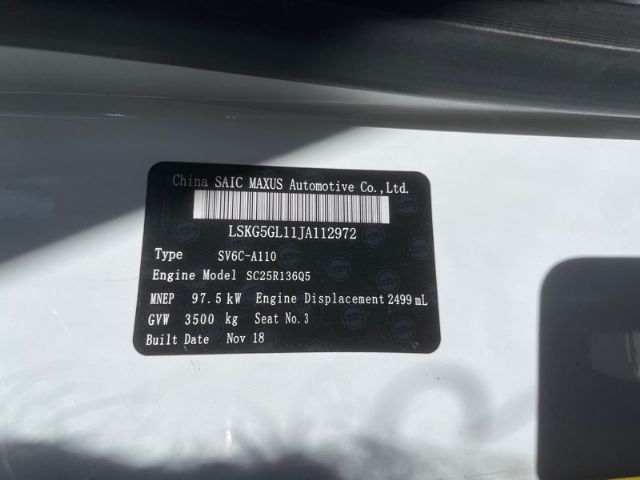 China SAIC MAXUS Automotive Co.,Ltd.
LSKG5GL11JA112972
Type SV6C-A110
Engine Model SC25R136Q5
MNEP 97.5 kW Engine Displacement 2499 mL
GVW 3500 kg Seat No. 3
Built Date Nov 18